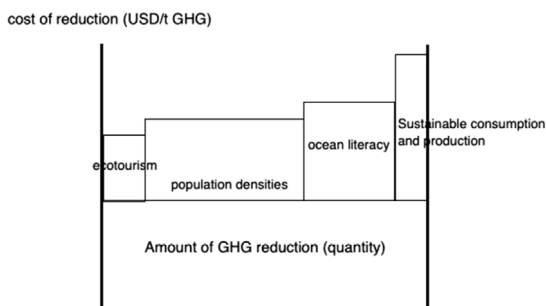 cost of reduction (USD/t GHG)
ecotourism
population densities
ocean literacy
Sustainable consumption
and production
Amount of GHG reduction (quantity)